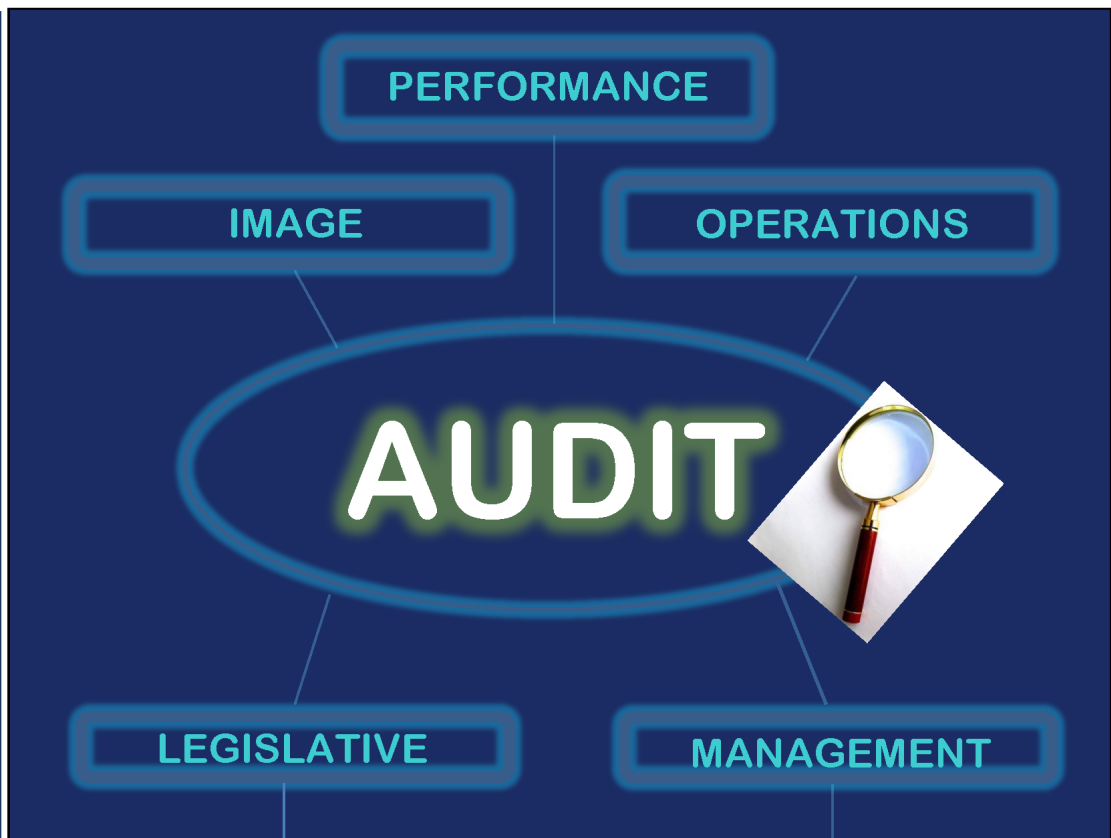 PERFORMANCE
IMAGE
OPERATIONS
AUDIT
LEGISLATIVE
MANAGEMENT